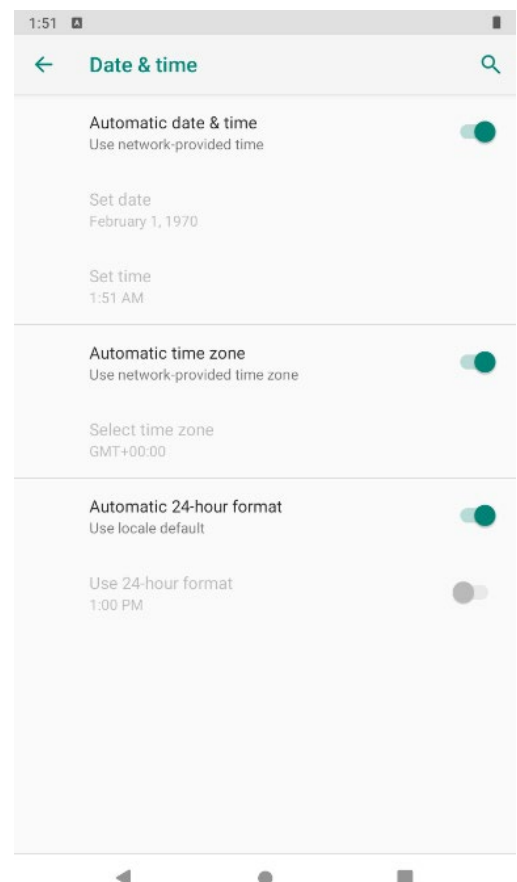 1:51 A
Date & time
Automatic date & time
Use network-provided time
Set date
February 1, 1970
Set time
1:51 AM
Automatic time zone
Use network-provided time zone
Select time zone
GMT+00:00
Automatic 24-hour format
Use locale default
Use 24-hour format
1:00 PM